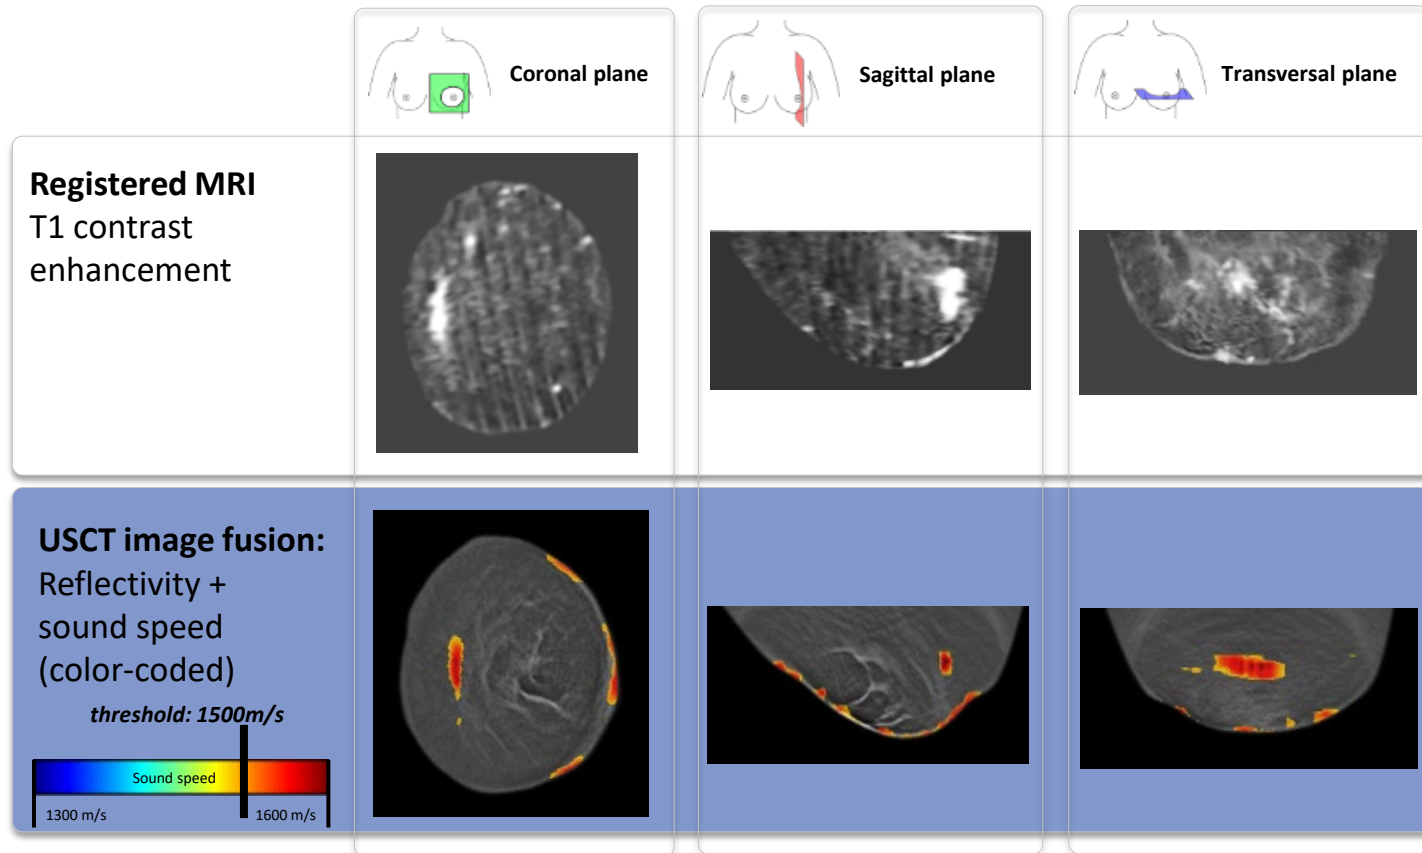 Coronal plane
Sagittal plane
Transversal plane
Registered MRI
T1 contrast
enhancement
USCT image fusion:
Reflectivity +
sound speed
(color-coded)
threshold: 1500m/s
Sound speed
1300 m/s
1600 m/s